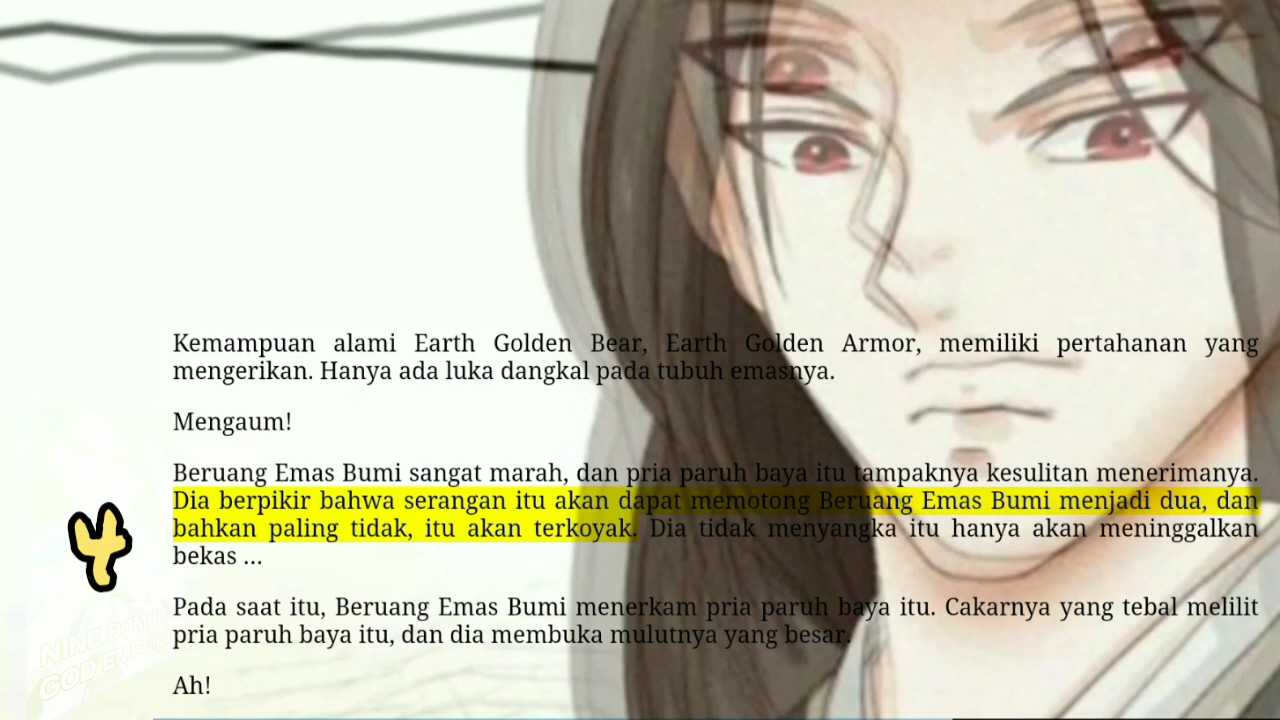 Kemampuan alami Earth Golden Bear, Earth Golden Armor, memiliki pertahanan yang
mengerikan. Hanya ada luka dangkal pada tubuh emasnya.
Mengaum!
Beruang Emas Bumi sangat marah, dan pria paruh baya itu tampaknya kesulitan menerimanya.
Dia berpikir bahwa serangan itu akan dapat memotong Beruang Emas Bumi menjadi dua, dan
bahkan paling tidak, itu akan terkoyak. Dia tidak menyangka itu hanya akan meninggalkan
bekas ...
Pada saat itu, Beruang Emas Bumi menerkam pria paruh baya itu. Cakarnya yang tebal melilit
pria paruh baya itu, dan dia membuka mulutnya yang besar.
NINE
GOD
Ah!